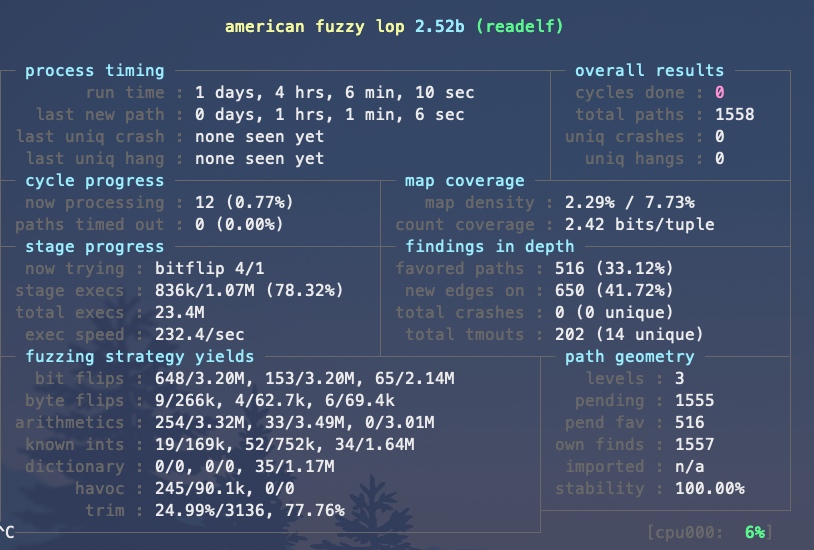 american fuzzy lop 2.52b (readelf)
process timing overall results
run time : 1 days, 4 hrs, 6 min, 10 sec cycles done : 0
last new path : 0 days, 1 hrs, 1 min, 6 sec total paths : 1558
last uniq crash : none seen yet uniq crashes : 0
last uniq hang : none seen yet uniq hangs : 0
cycle progress map coverage
now processing : 12 (0.77%) map density : 2.29% / 7.73%
paths timed out : 0 (0.00%) count coverage : 2.42 bits/tuple
stage progress findings in depth
now trying : bitflip 4/1 favored paths : 516 (33.12%)
stage execs : 836k/1.07M (78.32%) new edges on : 650 (41.72%)
total execs : 23.4M total crashes : 0 (0 unique)
exec speed : 232.4/sec total tmouts : 202 (14 unique)
fuzzing strategy yields path geometry
bit flips : 648/3.20M, 153/3.20M, 65/2.14M levels : 3
byte flips : 9/266k, 4/62.7k, 6/69.4k pending : 1555
arithmetics : 254/3.32M, 33/3.49M, 0/3.01M pend fav : 516
known ints : 19/169k, 52/752k, 34/1.64M own finds : 1557
dictionary : 0/0, 0/0, 35/1.17M imported : n/a
havoc : 245/90.1k, 0/0 stability : 100.00%
trim : 24.99%/3136, 77.76%
^C [cpu000: 6%]